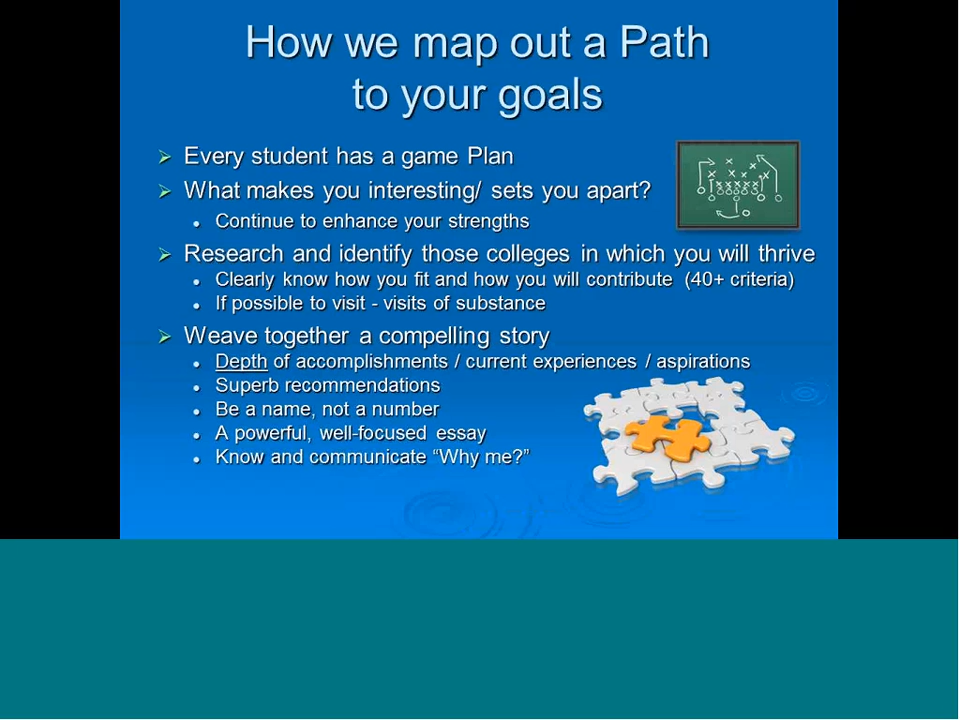 How we map out a Path
to your goals
Every student has a game Plan
What makes you interesting/ sets you apart?
Continue to enhance your strengths
Research and identify those colleges in which you will thrive
Clearly know how you fit and how you will contribute (40+ criteria)
If possible to visit - visits of substance
Weave together a compelling story
Depth of accomplishments / current experiences / aspirations
Superb recommendations
Be a name, not a number
A powerful, well-focused essay
Know and communicate “Why me?”